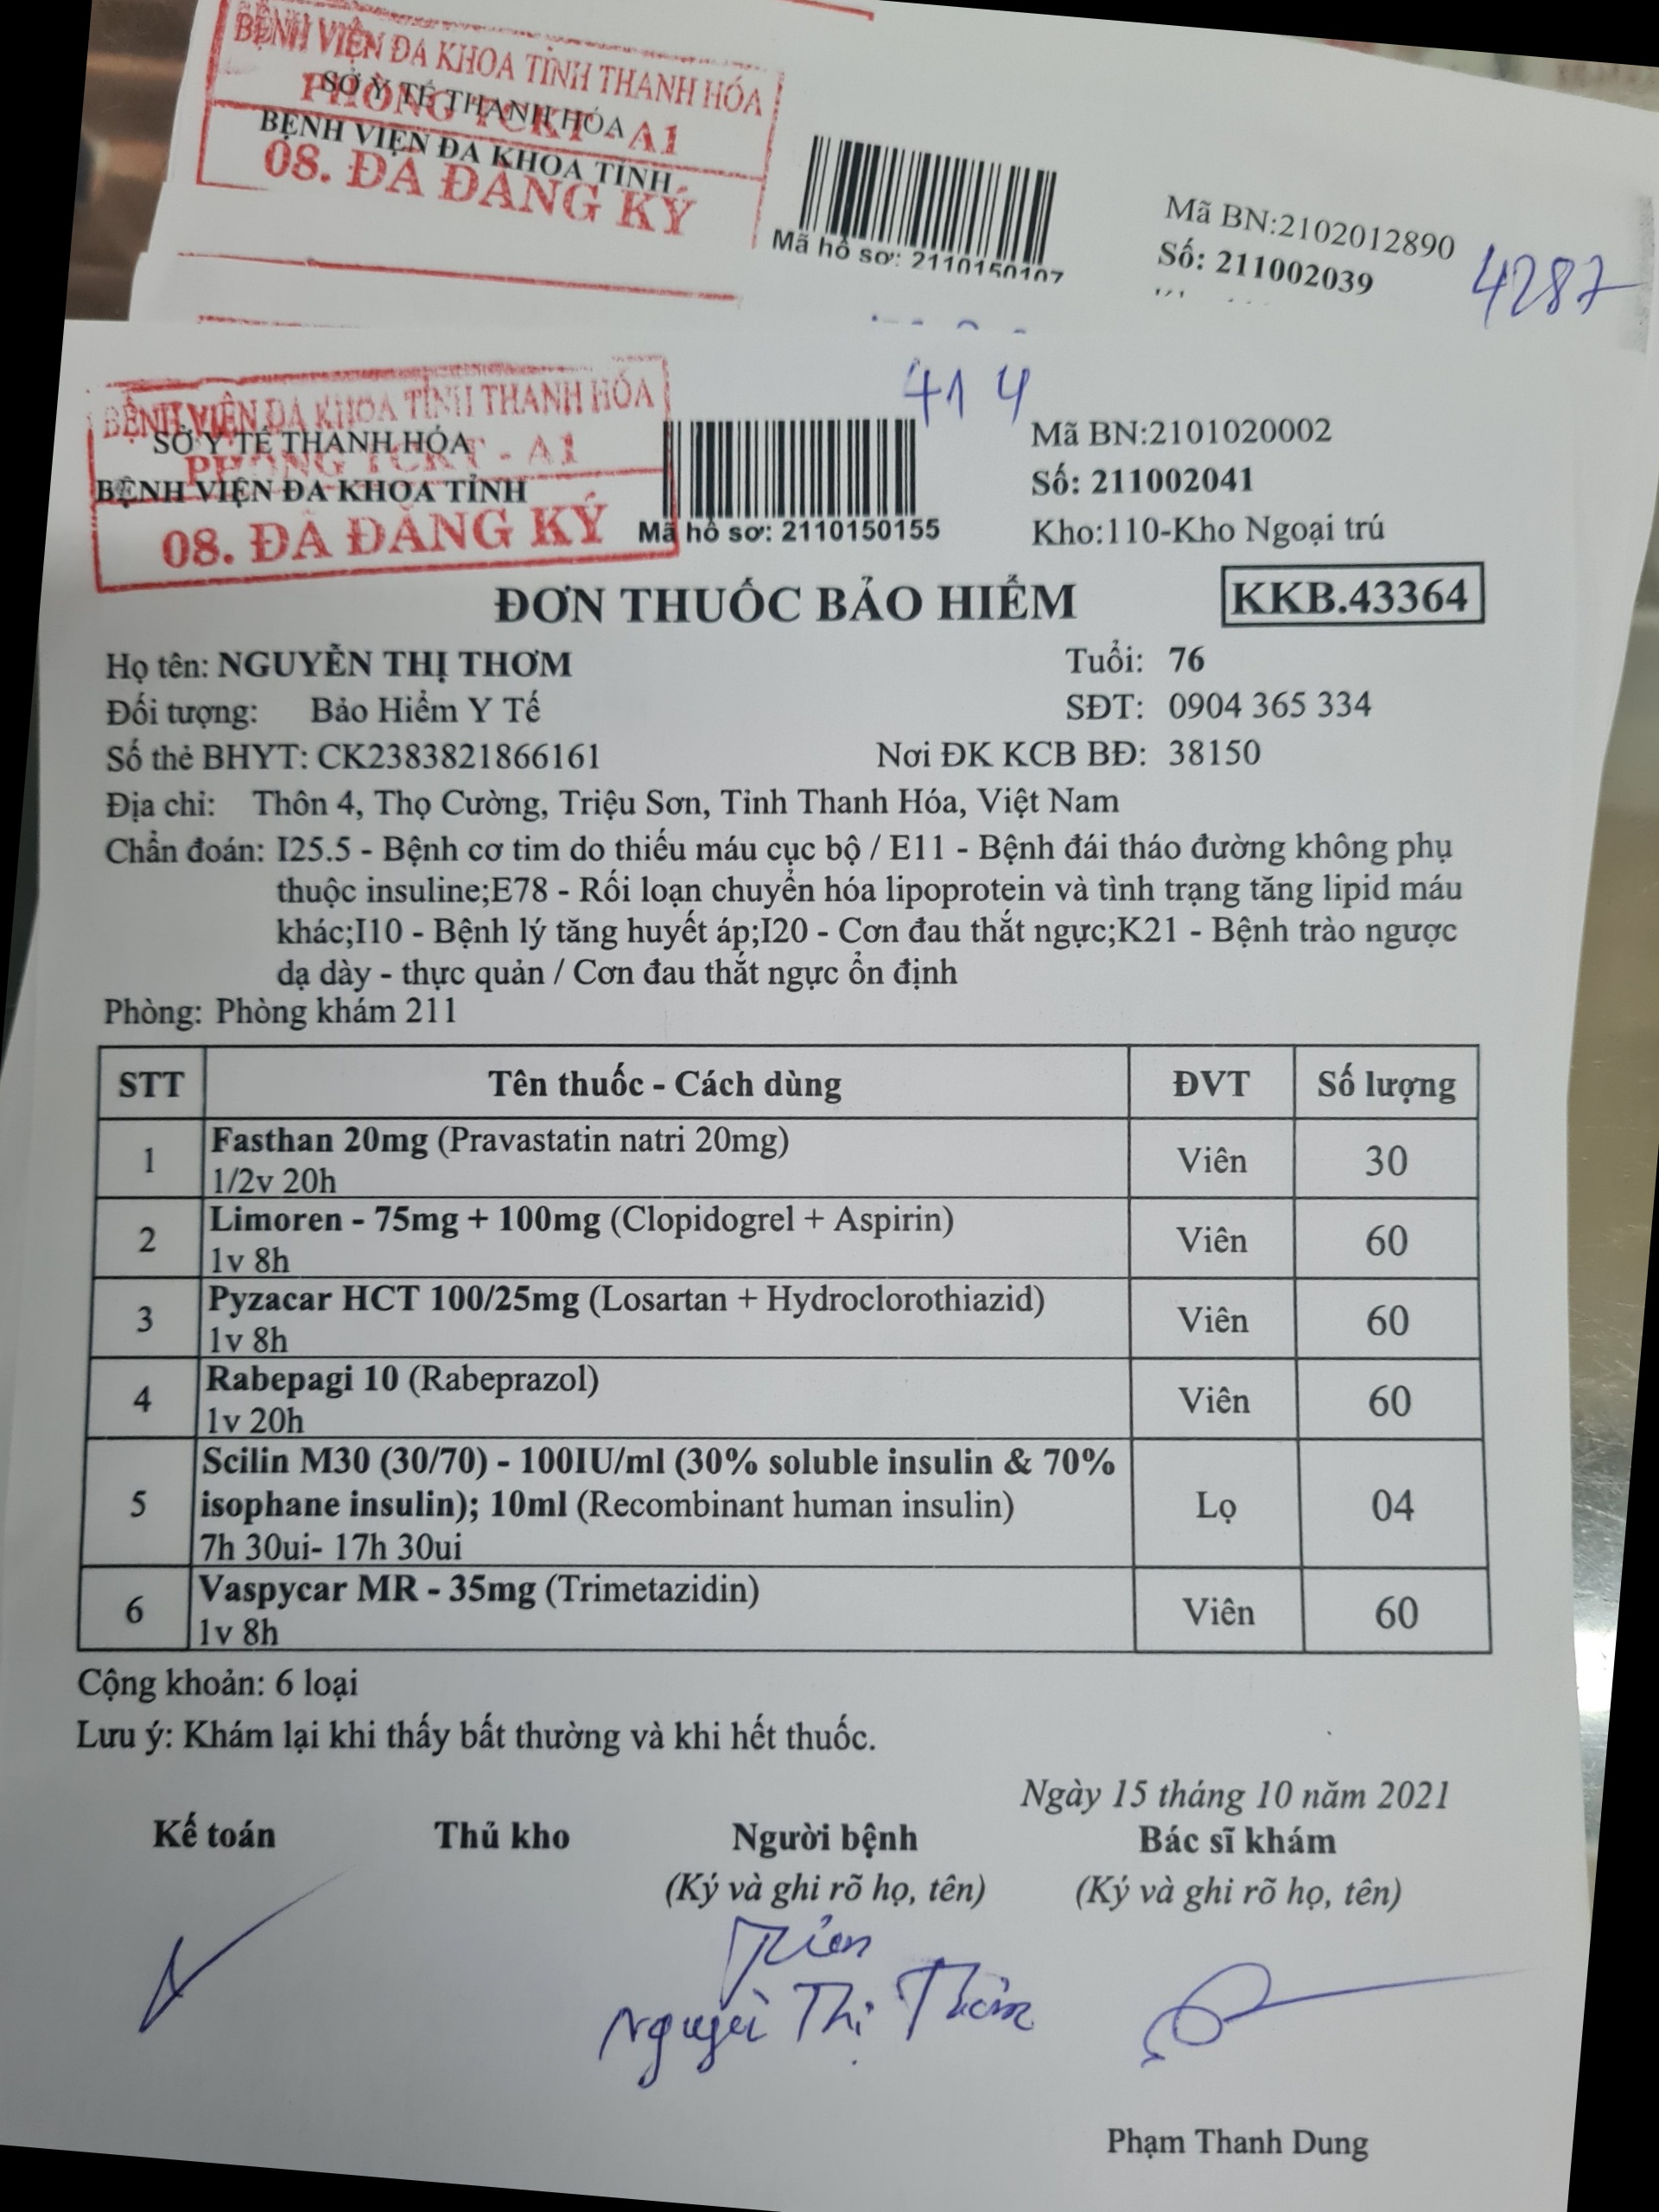 BỆNH VIỆN ĐA KHOA TỈNH THANH HÓA
SỞ Y TẾ THANH HÓA
PHÒNG TCKT - A1
BỆNH VIỆN ĐA KHOA TỈNH
08. ĐÃ ĐĂNG KÝ
Mã hồ sơ: 2110150107
Mã BN:2102012890
Số: 211002039
4287
414
BỆNH VIỆN ĐA KHOA TỈNH THANH HÓA
SỞ Y TẾ THANH HÓA
PHÒNG TCKT - A1
BỆNH VIỆN ĐA KHOA TỈNH
08. ĐÃ ĐĂNG KÝ
Mã hồ sơ: 2110150155
Mã BN:2101020002
Số: 211002041
Kho:110-Kho Ngoại trú
ĐƠN THUỐC BẢO HIỂM
KKB.43364
Họ tên: NGUYỄN THỊ THƠM Tuổi: 76
Đối tượng: Bảo Hiểm Y Tế SĐT: 0904 365 334
Số thẻ BHYT: CK2383821866161 Nơi ĐK KCB BĐ: 38150
Địa chỉ: Thôn 4, Thọ Cường, Triệu Sơn, Tỉnh Thanh Hóa, Việt Nam
Chẩn đoán: I25.5 - Bệnh cơ tim do thiếu máu cục bộ / E11 - Bệnh đái tháo đường không phụ
thuộc insuline;E78 - Rối loạn chuyển hóa lipoprotein và tình trạng tăng lipid máu
khác;I10 - Bệnh lý tăng huyết áp;I20 - Cơn đau thắt ngực;K21 - Bệnh trào ngược
dạ dày - thực quản / Cơn đau thắt ngực ổn định
Phòng: Phòng khám 211
STT Tên thuốc - Cách dùng ĐVT Số lượng
1 Fasthan 20mg (Pravastatin natri 20mg) Viên 30
1/2v 20h
2 Limoren - 75mg + 100mg (Clopidogrel + Aspirin) Viên 60
1v 8h
3 Pyzacar HCT 100/25mg (Losartan + Hydroclorothiazid) Viên 60
1v 8h
4 Rabepagi 10 (Rabeprazol) Viên 60
1v 20h
5 Scilin M30 (30/70) - 100IU/ml (30% soluble insulin & 70%
isophane insulin); 10ml (Recombinant human insulin) Lọ 04
7h 30ui- 17h 30ui
6 Vaspycar MR - 35mg (Trimetazidin) Viên 60
1v 8h
Cộng khoản: 6 loại
Lưu ý: Khám lại khi thấy bất thường và khi hết thuốc.
Ngày 15 tháng 10 năm 2021
Kế toán Thủ kho Người bệnh Bác sĩ khám
(Ký và ghi rõ họ, tên) (Ký và ghi rõ họ, tên)
Thị
Phạm Thanh Dung